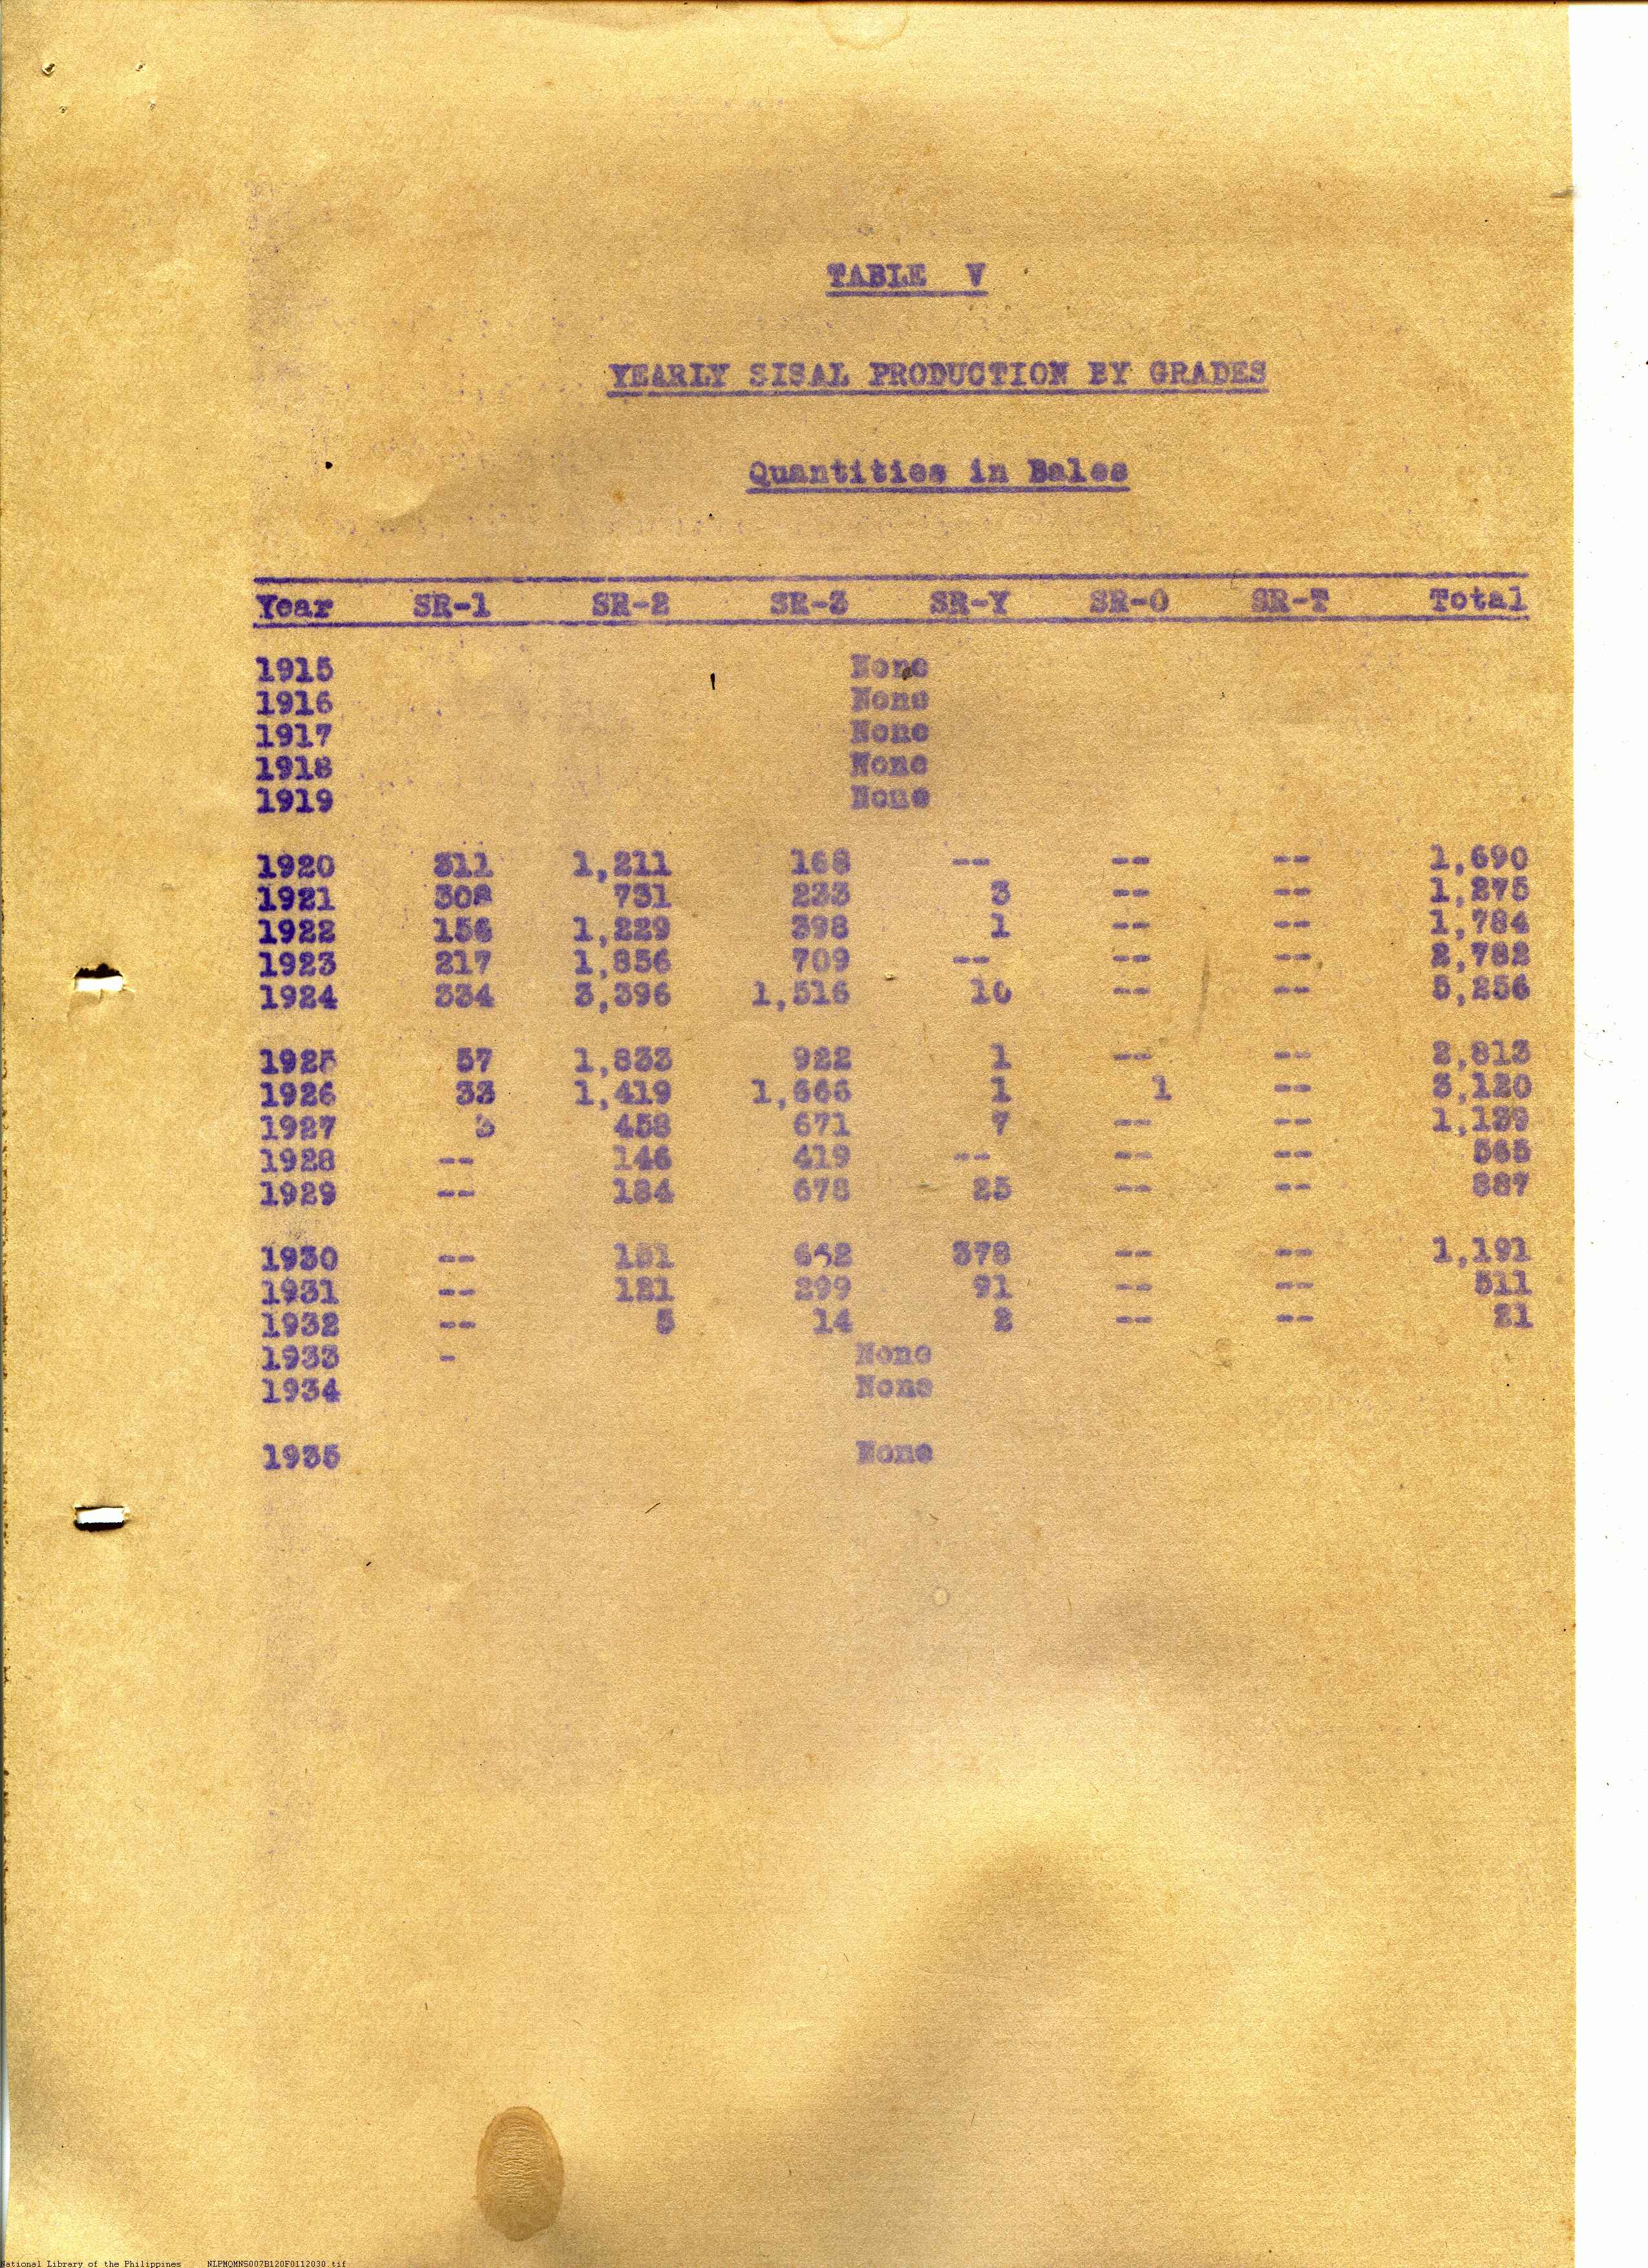 TABLE V
YEARLY SISAL PRODUCTION BY GRADES
Quantities in Bales
Year SR-1 SR-2 SR-3 SR-Y SR-O SR-T Total
1915 None
1916 None
1917 None
1918 None
1919 None
1920 311 1,211 168 -- -- -- 1,690
1921 308 731 233 3 -- -- 1,275
1922 156 1,229 398 1 -- -- 1,784
1923 217 1,856 709 -- -- -- 2,782
1924 334 3,396 1,516 10 -- -- 5,256
1925 57 1,833 922 1 -- -- 2,813
1926 33 1,419 1,666 1 1 -- 3,120
1927 3 458 671 7 -- -- 1,139
1928 -- 146 419 -- -- -- 565
1929 -- 184 678 25 -- -- 887
1930 -- 151 662 378 -- -- 1,191
1931 -- 121 299 91 -- -- 511
1932 -- 5 14 2 -- -- 21
1933 - None
1934 None
1935 None
National Library of the Philippines NLPMQMN5007B120F0112030.tif